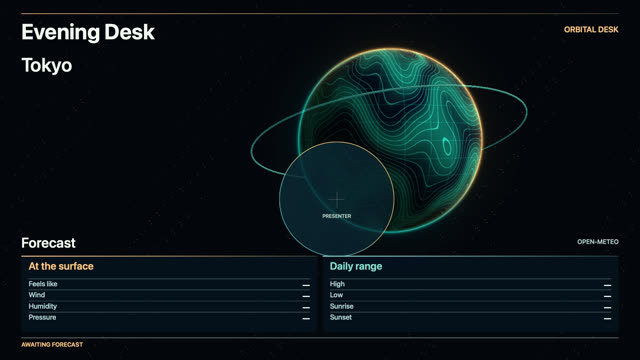 Evening Desk
ORBITAL DESK
Tokyo
PRESENTER
Forecast
OPEN-METEO
At the surface
Feels like —
Wind —
Humidity —
Pressure —
Daily range
High —
Low —
Sunrise —
Sunset —
AWAITING FORECAST